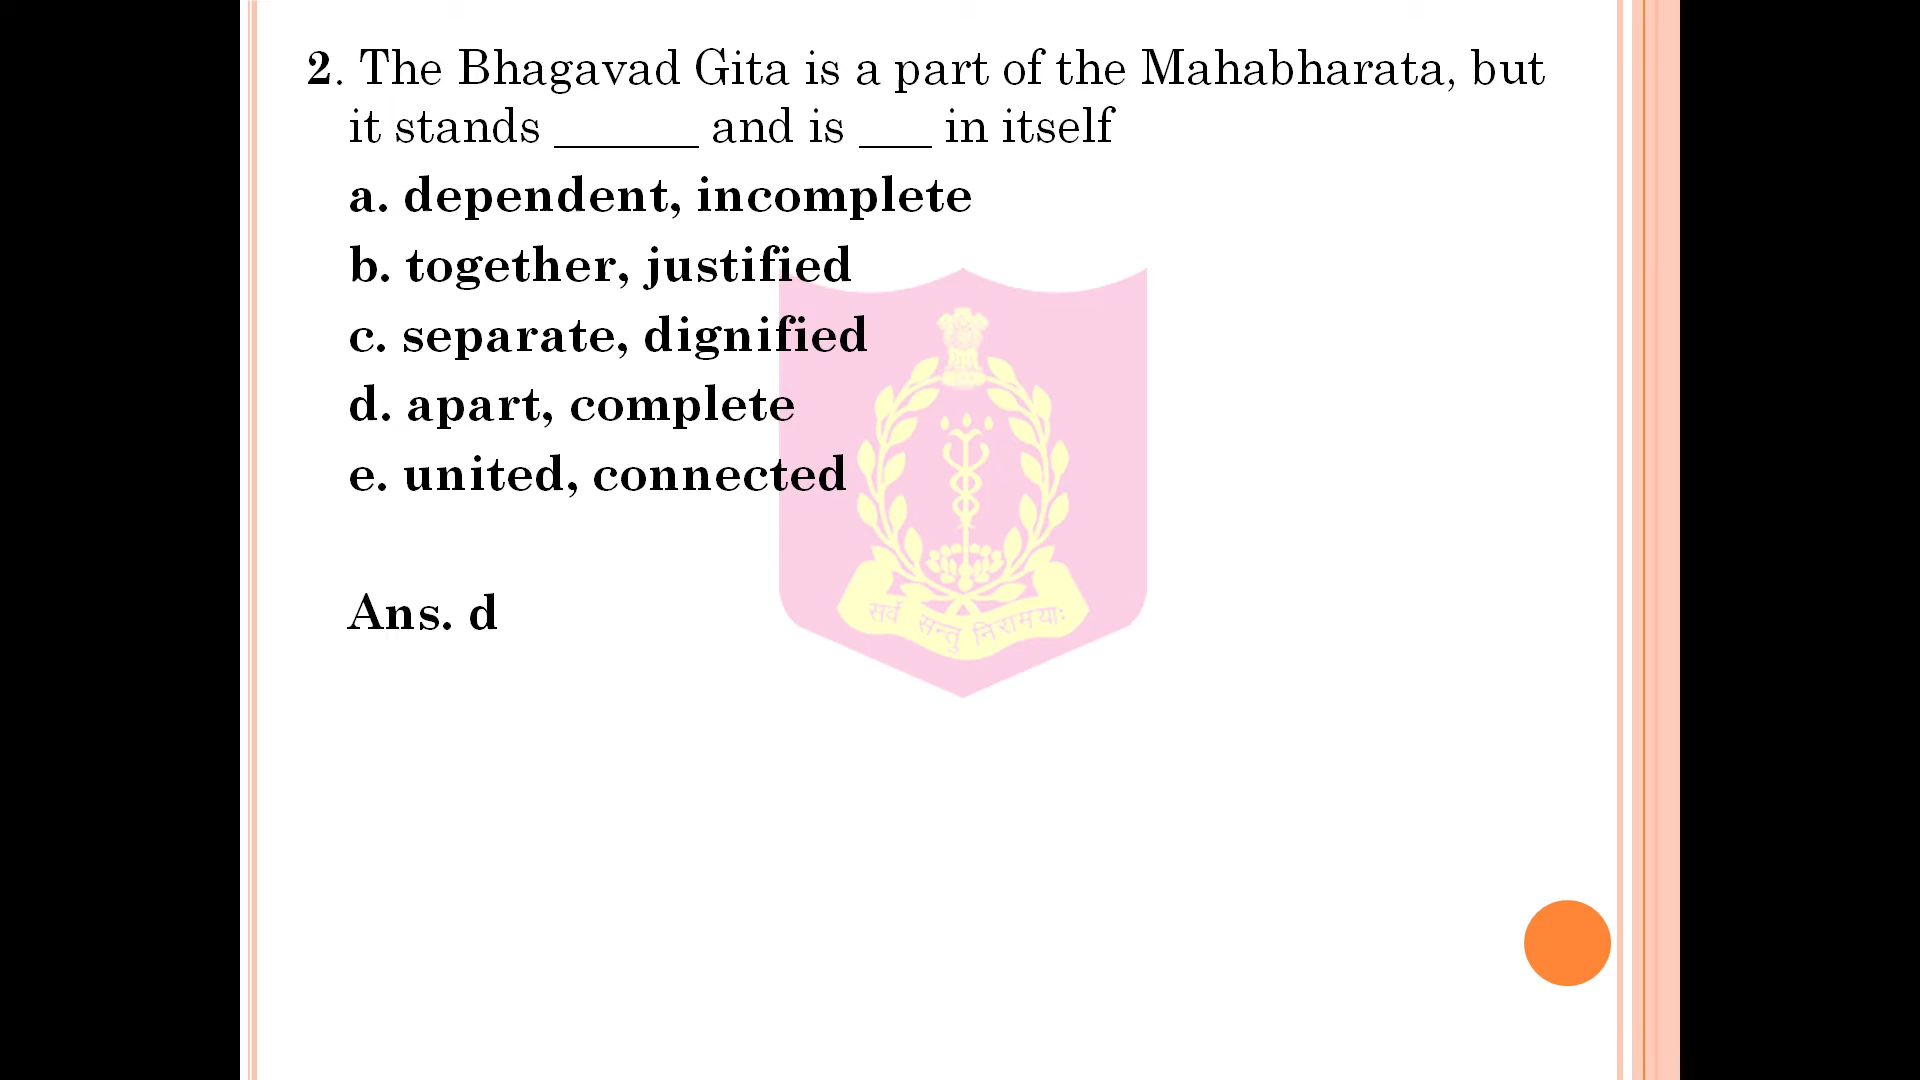 2. The Bhagavad Gita is a part of the Mahabharata, but
it stands ______ and is ___ in itself
a. dependent, incomplete
b. together, justified
c. separate, dignified
d. apart, complete
e. united, connected
Ans. d
सर्वे सन्तु निरामयाः